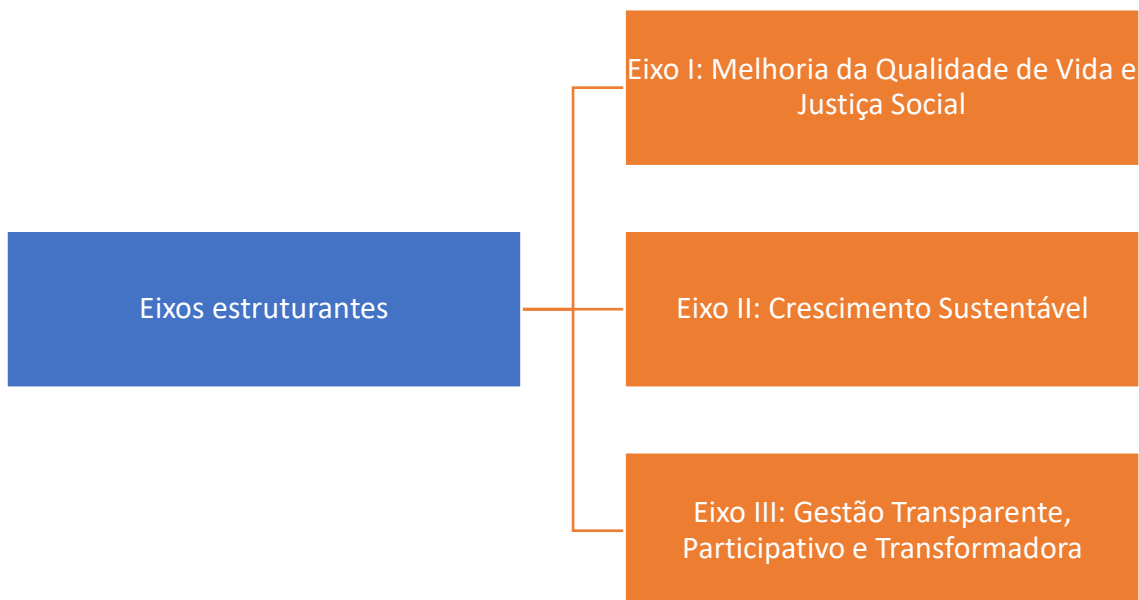 Eixo I: Melhoria da Qualidade de Vida e
Justiça Social
Eixos estruturantes
Eixo II: Crescimento Sustentável
Eixo III: Gestão Transparente,
Participativo e Transformadora